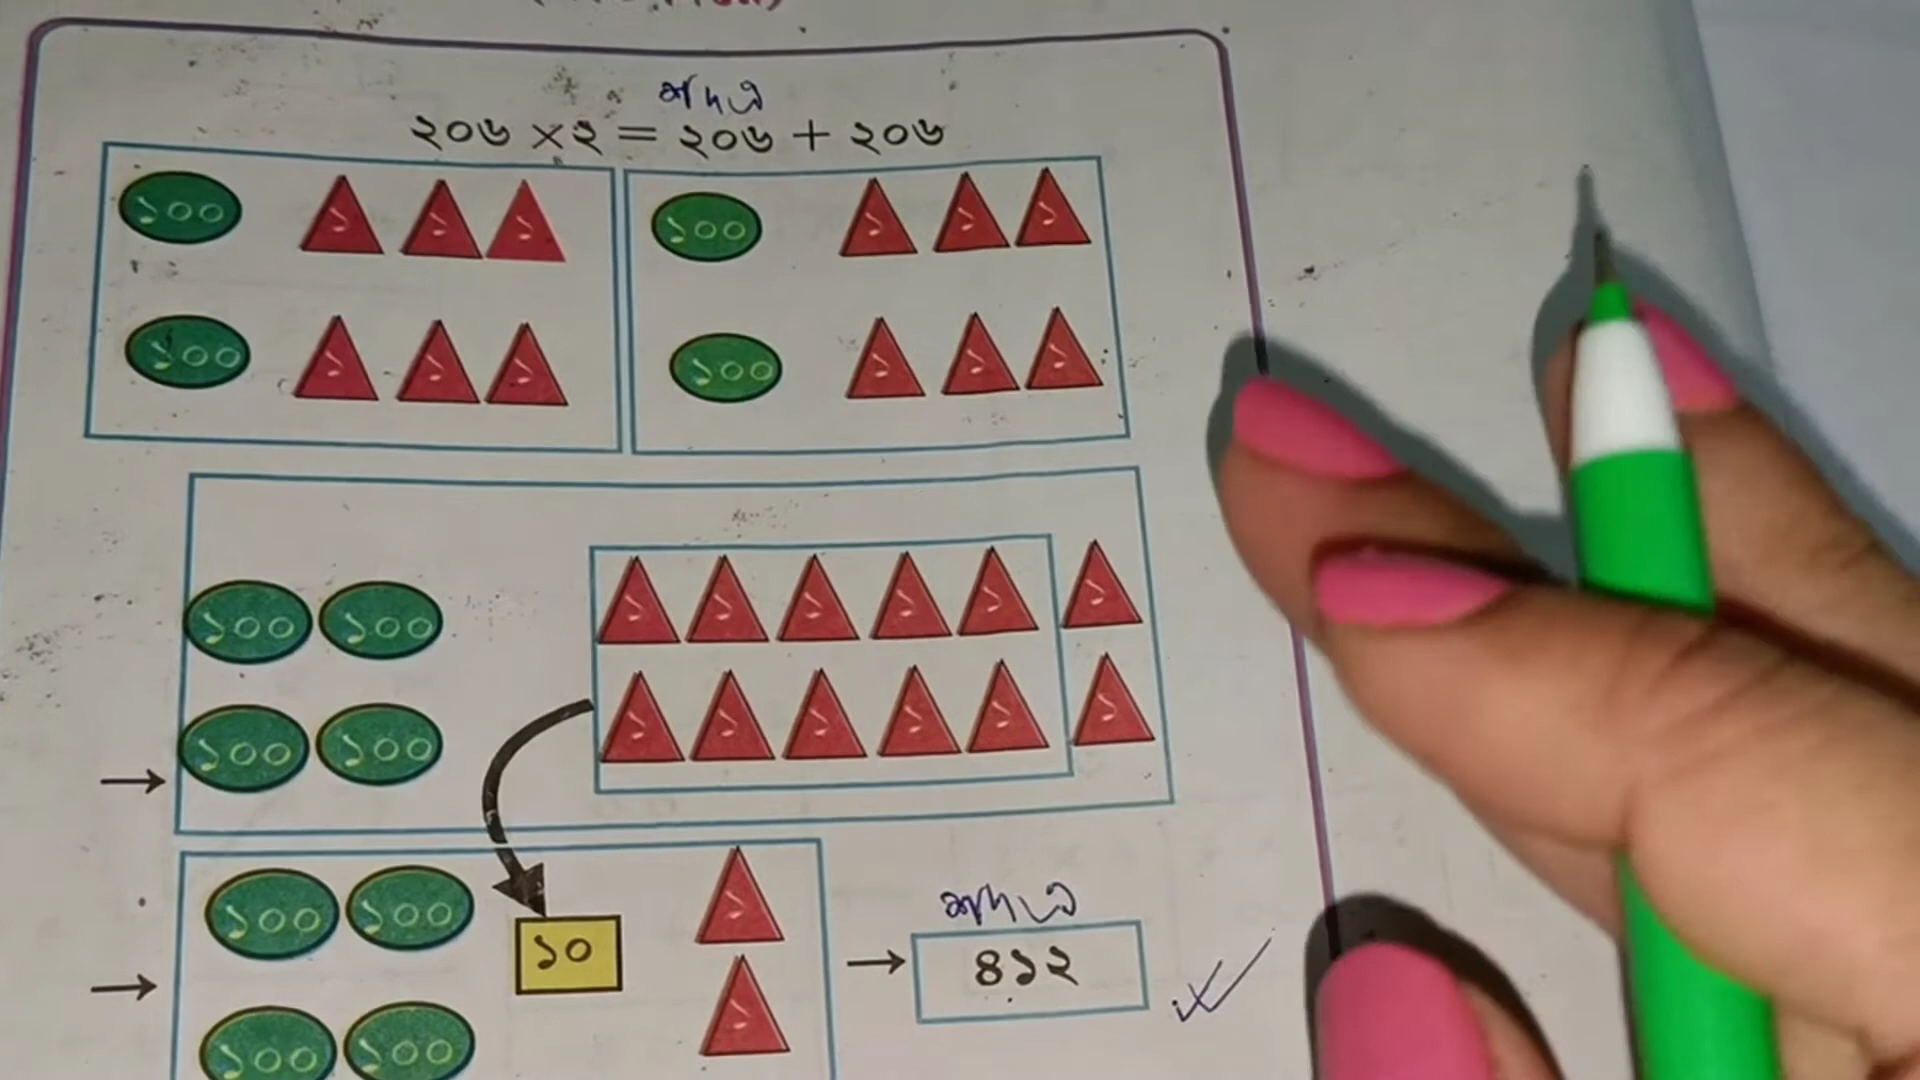 ২০৬ × ২ = ২০৬ + ২০৬
১০০ ১ ১ ১ ১০০ ১ ১ ১
১০০ ১ ১ ১ ১০০ ১ ১ ১
১০০ ১০০ ১ ১ ১ ১ ১ ১
১০০ ১০০ ১ ১ ১ ১ ১ ১
১০০ ১০০ ১০ ১
৪১২
১০০ ১০০ ১